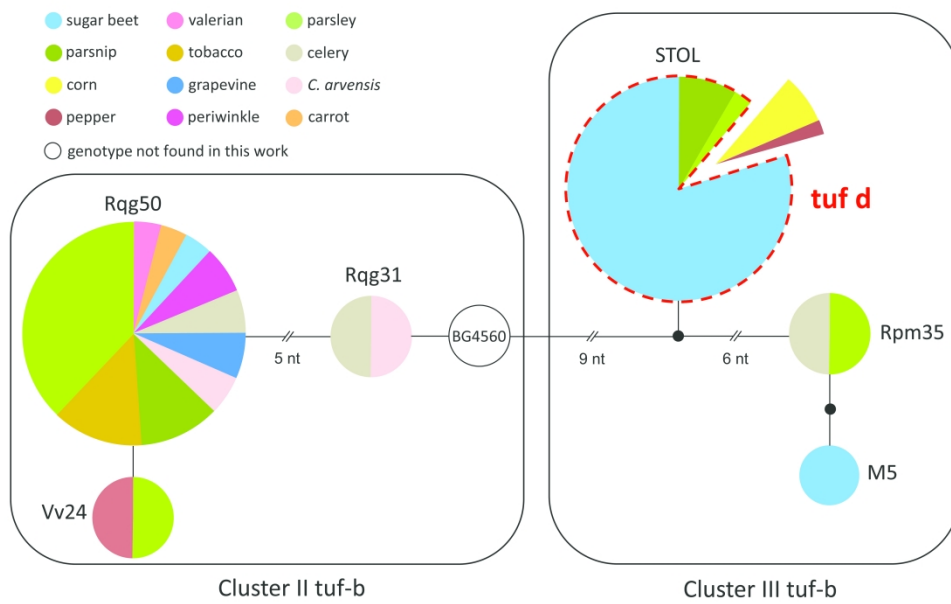 sugar beet
valerian
parsley
parsnip
tobacco
celery
corn
grapevine
C. arvensis
pepper
periwinkle
carrot
genotype not found in this work
STOL
tuf d
Rqg50
Rqg31
BG4560
5 nt
9 nt
6 nt
Rpm35
M5
Vv24
Cluster II tuf-b
Cluster III tuf-b